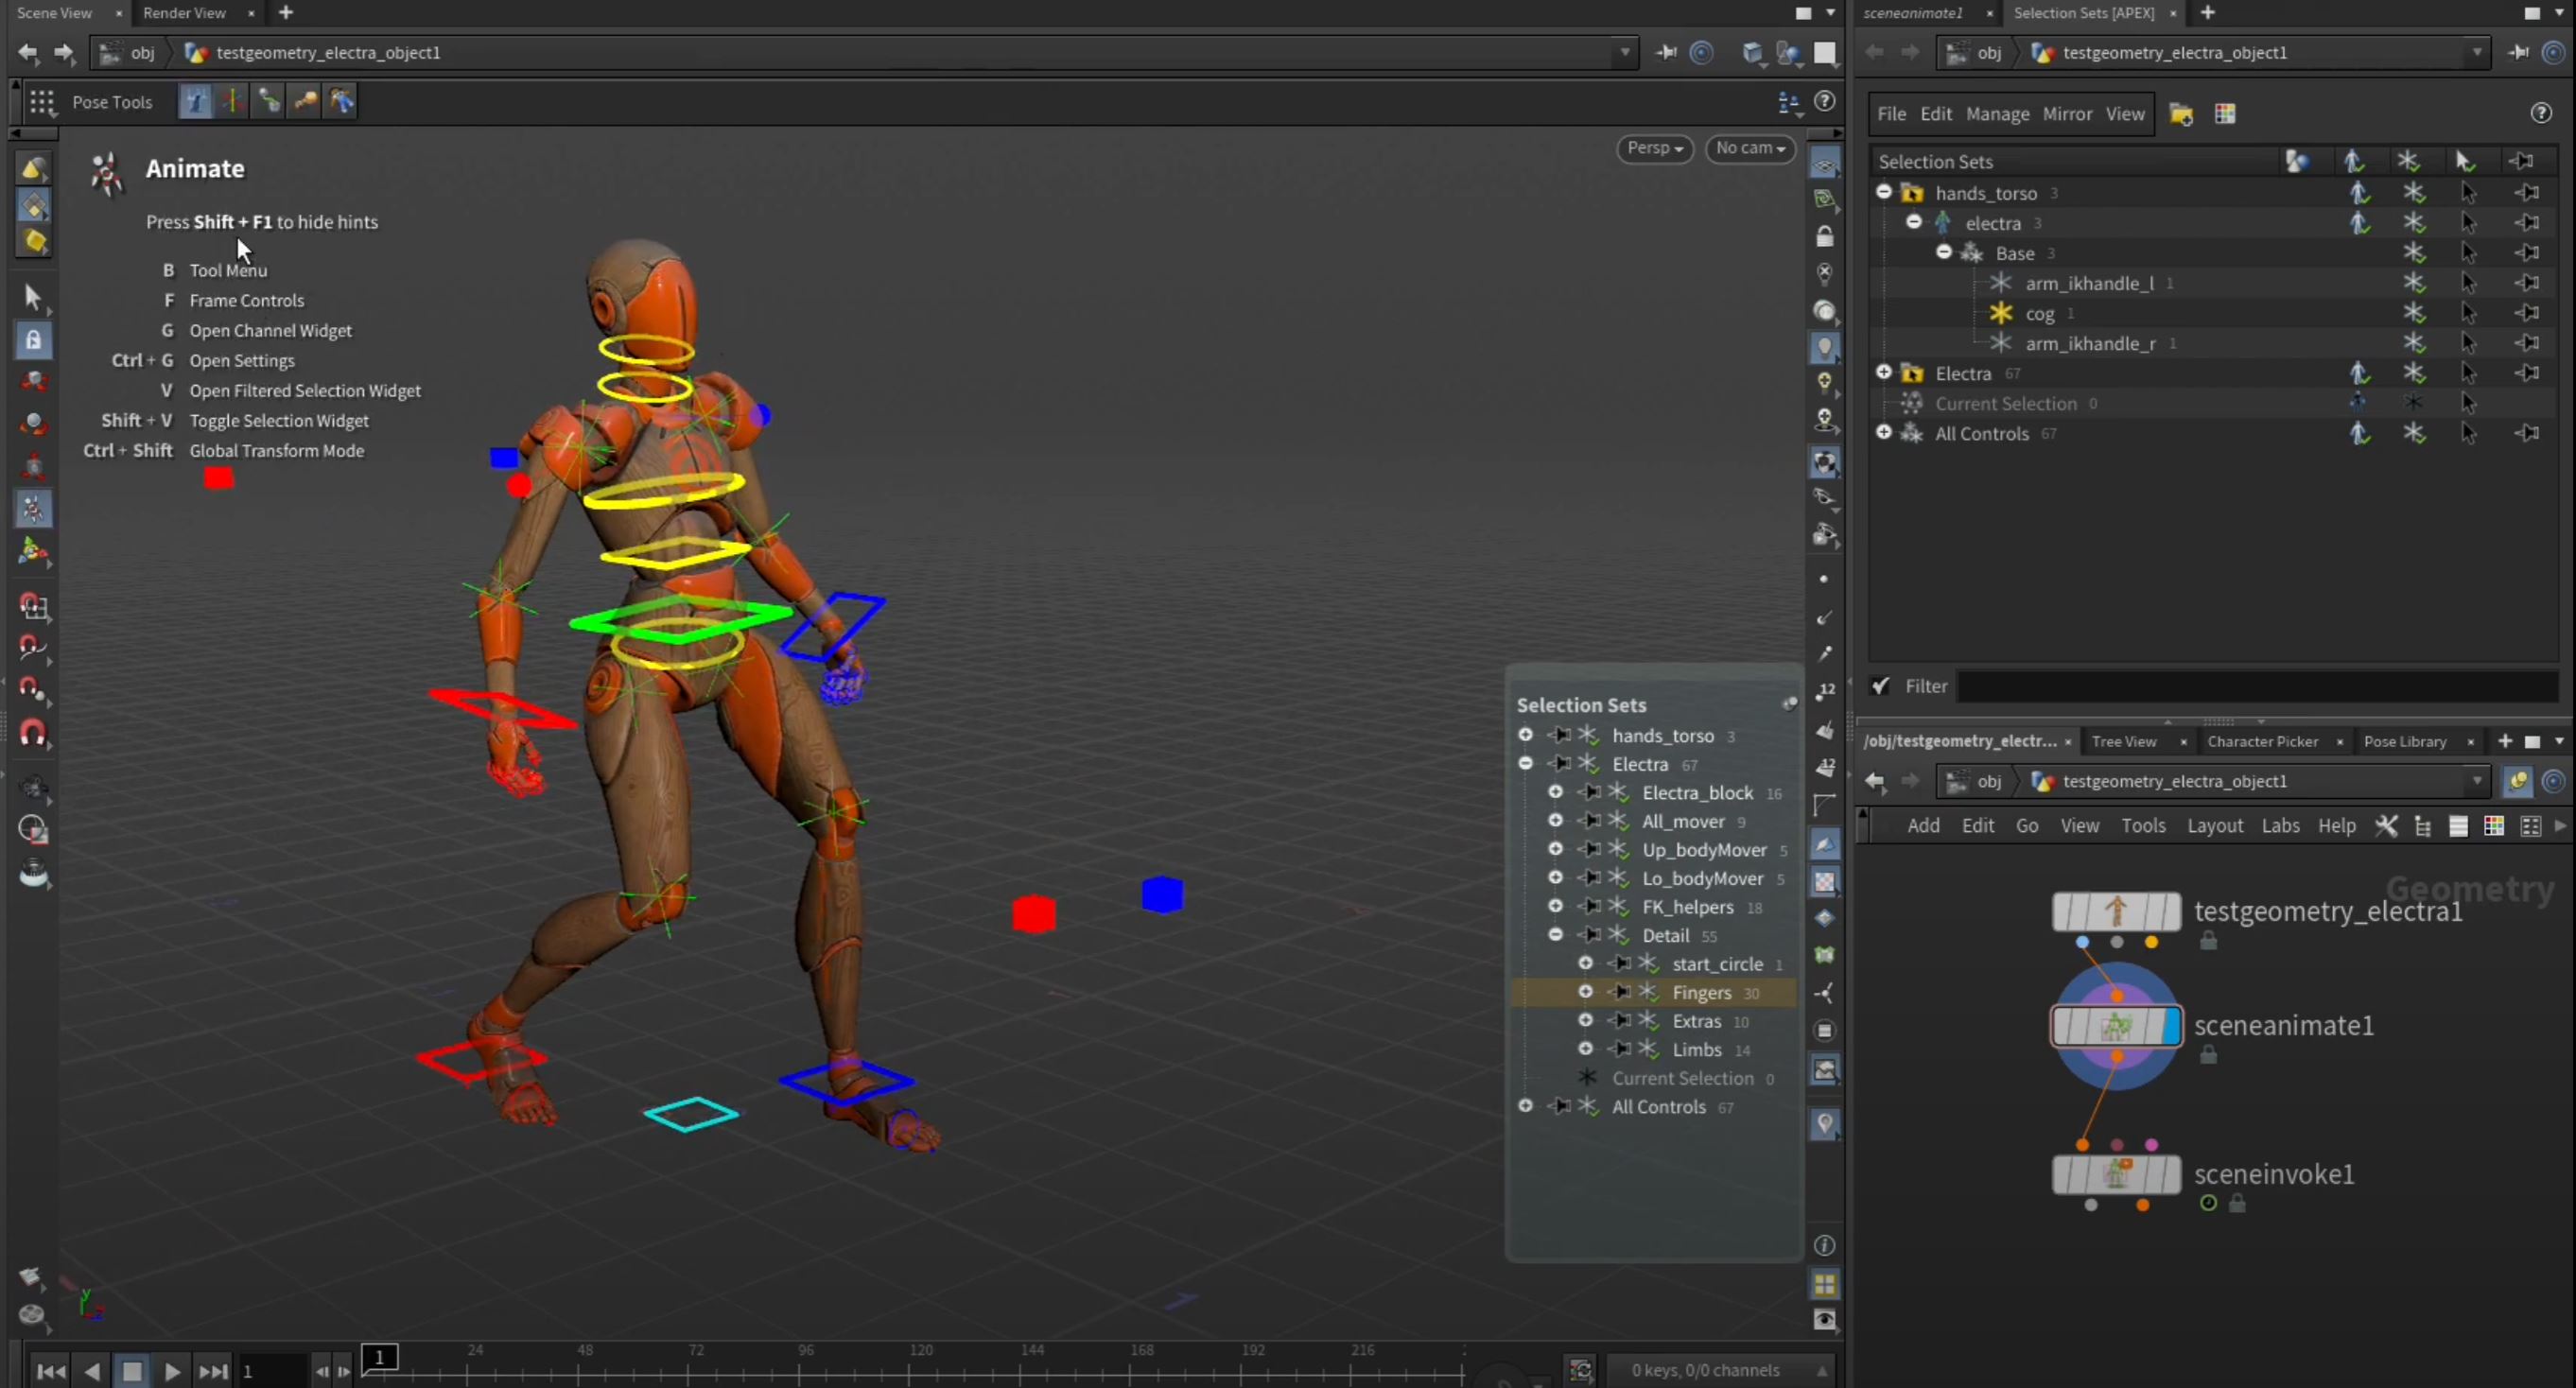 Scene View
Render View
obj
testgeometry_electra_object1
Pose Tools
Animate
Persp
No cam
Press Shift + F1 to hide hints
B Tool Menu
F Frame Controls
G Open Channel Widget
Ctrl + G Open Settings
V Open Filtered Selection Widget
Shift + V Toggle Selection Widget
Ctrl + Shift Global Transform Mode
Selection Sets
hands_torso 3
Electra 67
Electra_block 16
All_mover 9
Up_bodyMover 5
Lo_bodyMover 5
FK_helpers 18
Detail 55
start_circle 1
Fingers 30
Extras 10
Limbs 14
Current Selection 0
All Controls 67
12
12
1
1
24
48
72
96
120
144
168
192
216
0 keys, 0/0 channels
sceneanimate1
Selection Sets [APEX]
obj
testgeometry_electra_object1
File Edit Manage Mirror View
Selection Sets
hands_torso 3
electra 3
Base 3
arm_ikhandle_l 1
cog 1
arm_ikhandle_r 1
Electra 67
Current Selection 0
All Controls 67
Filter
/obj/testgeometry_electr...
Tree View
Character Picker
Pose Library
obj
testgeometry_electra_object1
Add Edit Go View Tools Layout Labs Help
Geometry
testgeometry_electra1
sceneanimate1
sceneinvoke1